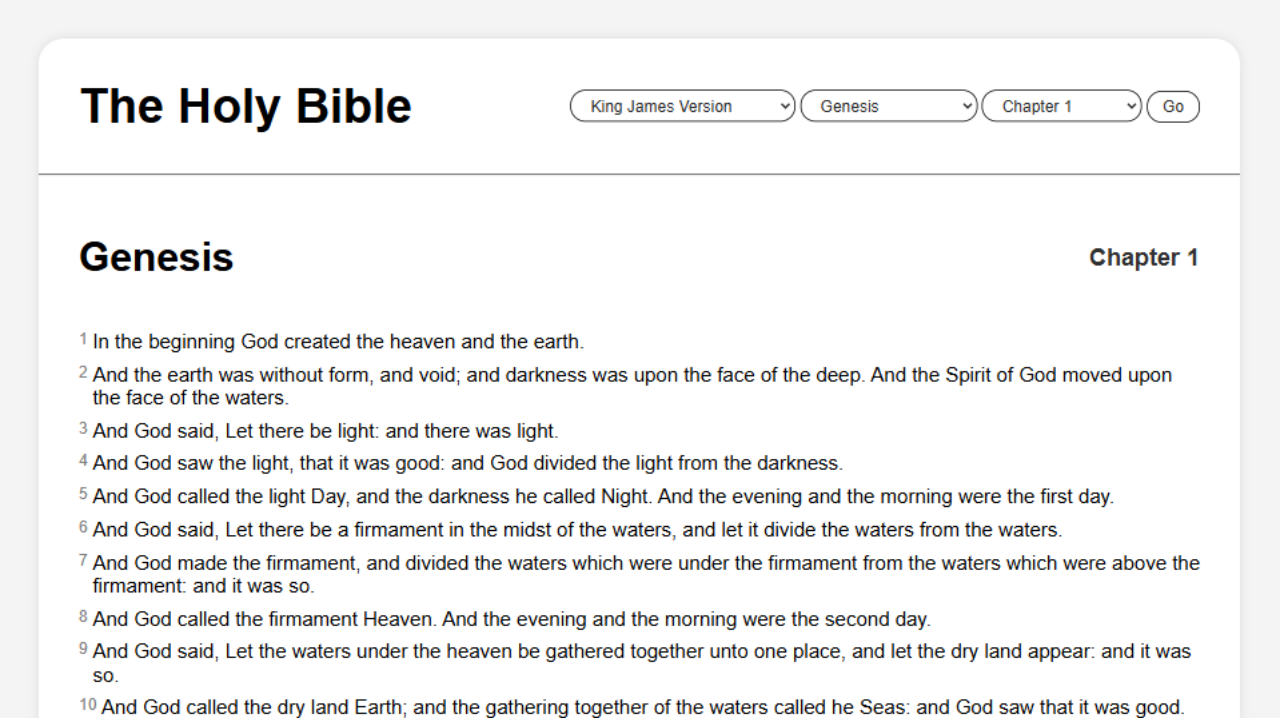 The Holy Bible
King James Version Genesis Chapter 1 Go
Genesis
Chapter 1
1 In the beginning God created the heaven and the earth.
2 And the earth was without form, and void; and darkness was upon the face of the deep. And the Spirit of God moved upon
the face of the waters.
3 And God said, Let there be light: and there was light.
4 And God saw the light, that it was good: and God divided the light from the darkness.
5 And God called the light Day, and the darkness he called Night. And the evening and the morning were the first day.
6 And God said, Let there be a firmament in the midst of the waters, and let it divide the waters from the waters.
7 And God made the firmament, and divided the waters which were under the firmament from the waters which were above the
firmament: and it was so.
8 And God called the firmament Heaven. And the evening and the morning were the second day.
9 And God said, Let the waters under the heaven be gathered together unto one place, and let the dry land appear: and it was
so.
10 And God called the dry land Earth; and the gathering together of the waters called he Seas: and God saw that it was good.